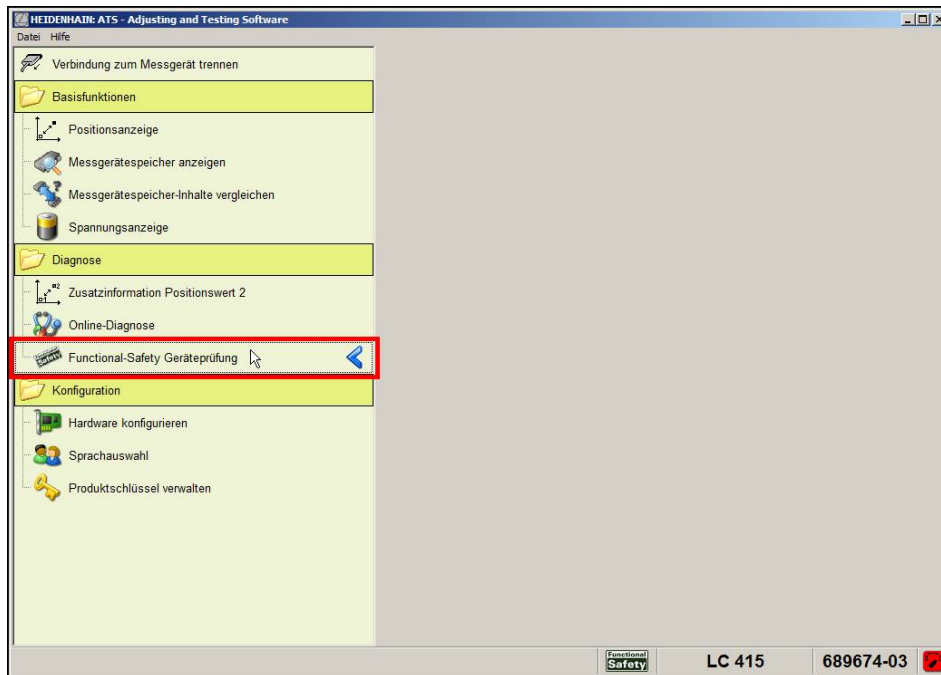 HEIDENHAIN: ATS - Adjusting and Testing Software
Datei Hilfe
Verbindung zum Messgerät trennen
Basisfunktionen
Positionsanzeige
Messgerätespeicher anzeigen
Messgerätespeicher-Inhalte vergleichen
Spannungsanzeige
Diagnose
Zusatzinformation Positionswert 2
Online-Diagnose
Safety Functional-Safety Geräteprüfung
Konfiguration
Hardware konfigurieren
Sprachauswahl
Produktschlüssel verwalten
Functional
Safety
LC 415
689674-03